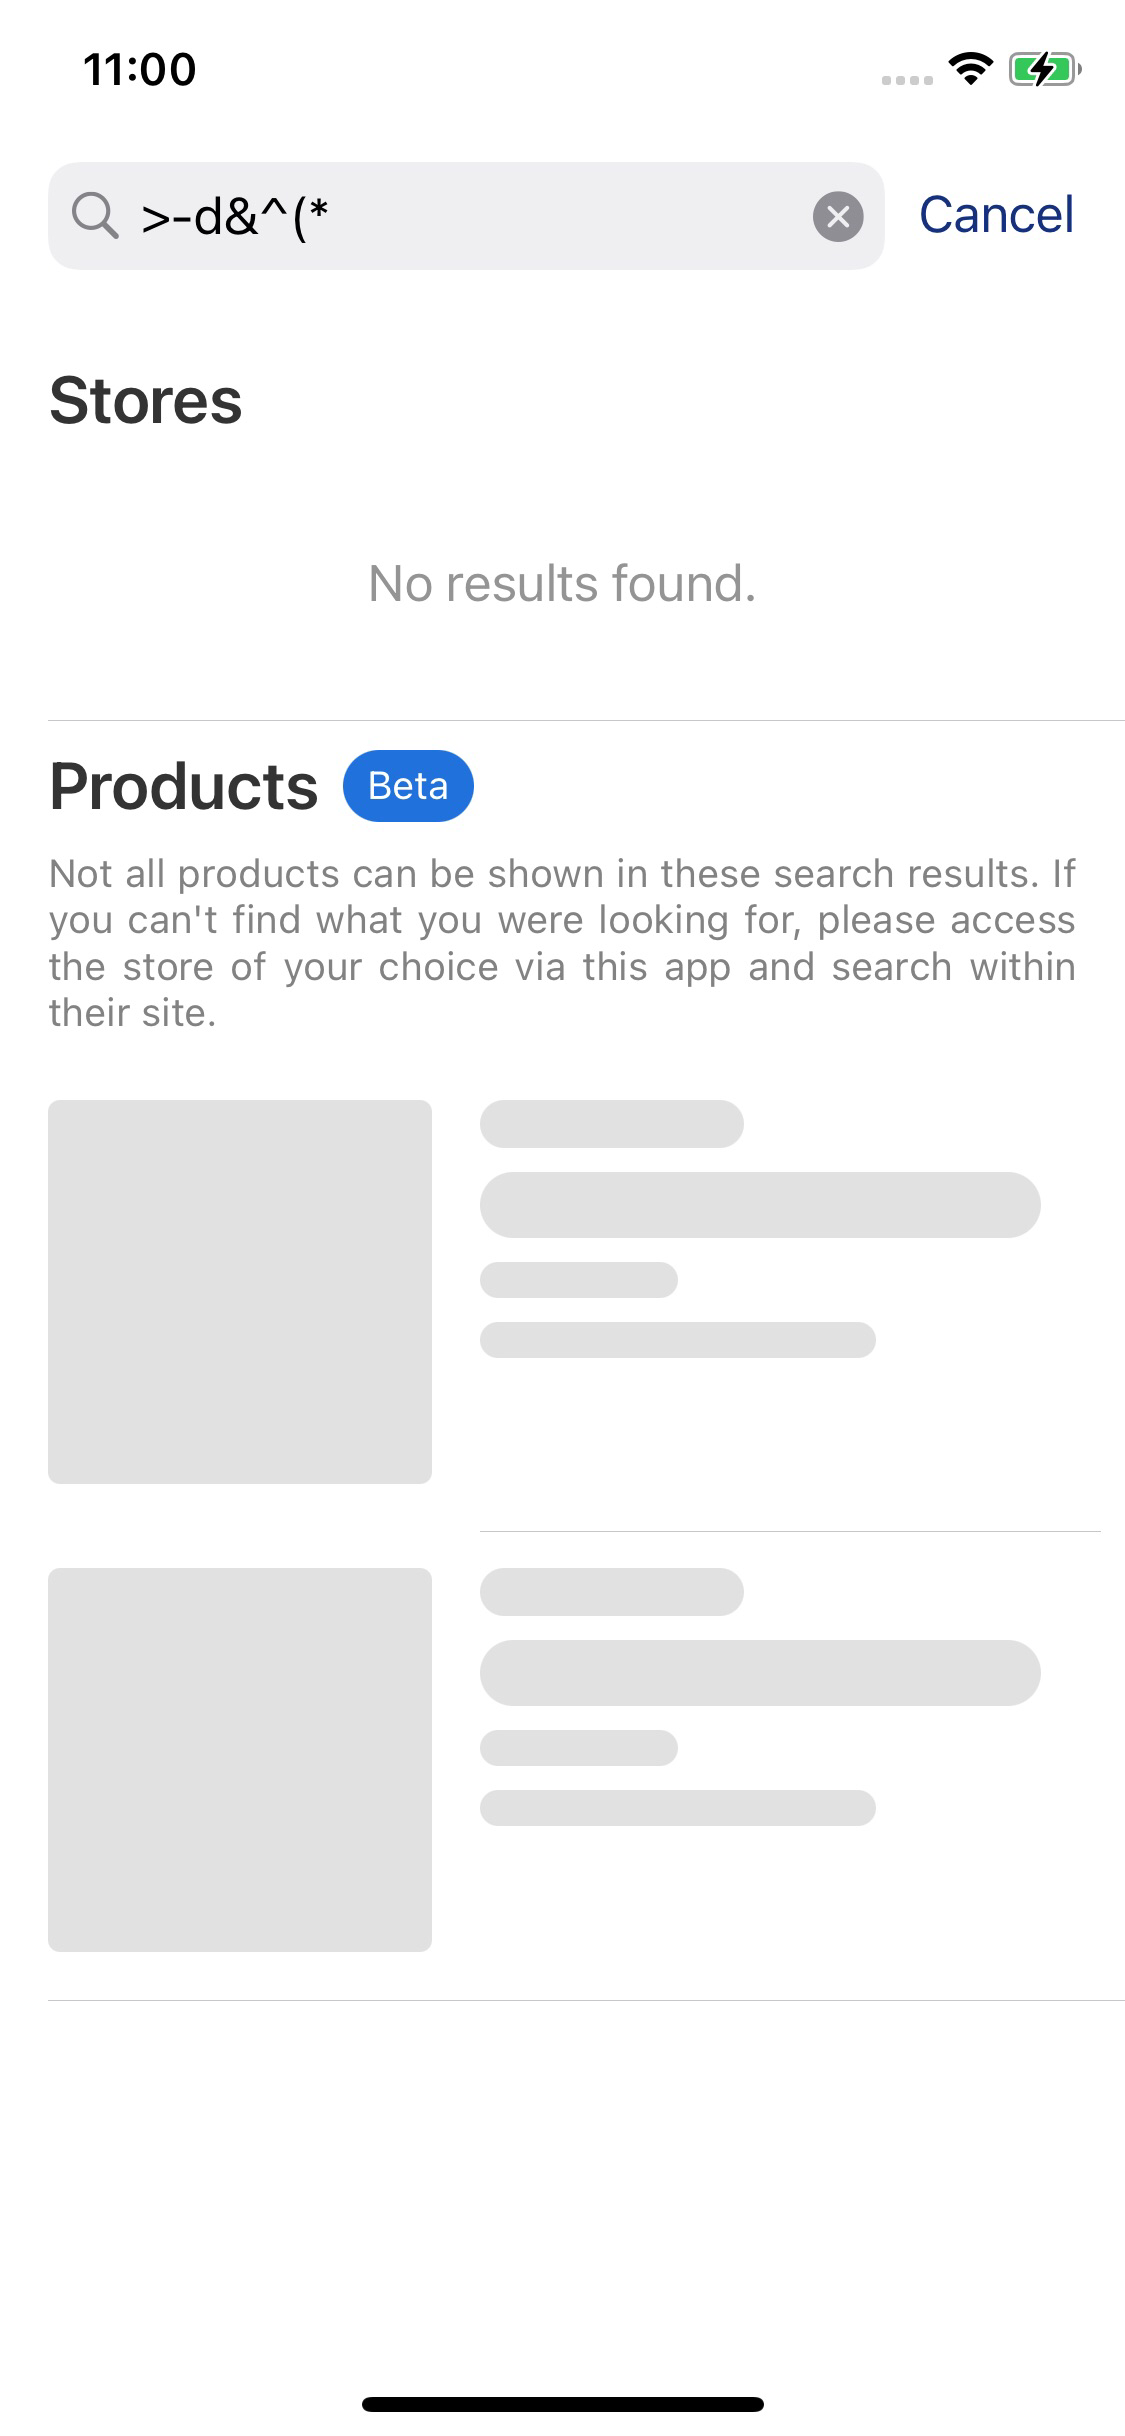 11:00
>-d&^(*
Cancel
Stores
No results found.
Products
Beta
Not all products can be shown in these search results. If
you can't find what you were looking for, please access
the store of your choice via this app and search within
their site.